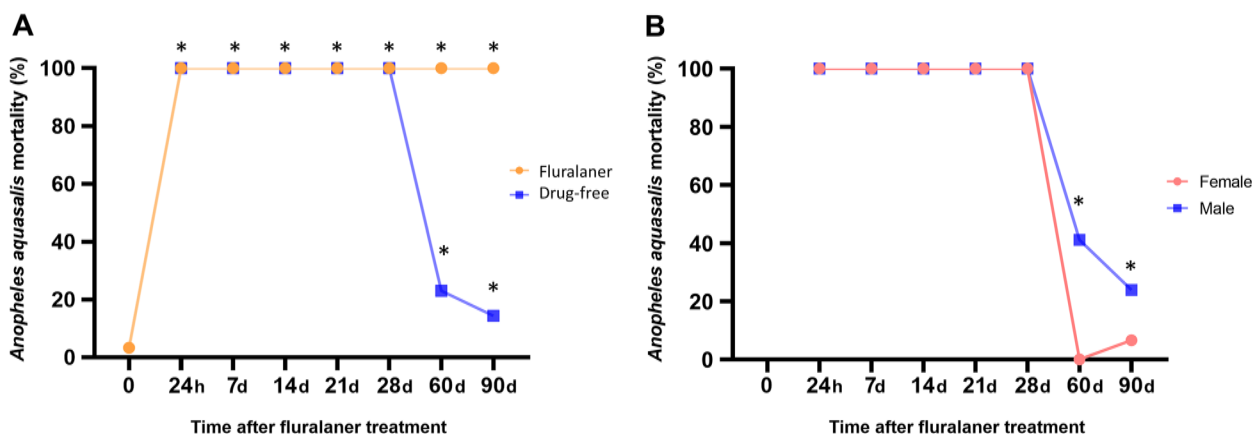 A
Anopheles aquasalis mortality (%)
100
80
60
40
20
0
* * * * * * *
*
*
0 24h 7d 14d 21d 28d 60d 90d
Time after fluralaner treatment
Fluralaner
Drug-free
B
Anopheles aquasalis mortality (%)
100
80
60
40
20
0
*
*
0 24h 7d 14d 21d 28d 60d 90d
Time after fluralaner treatment
Female
Male